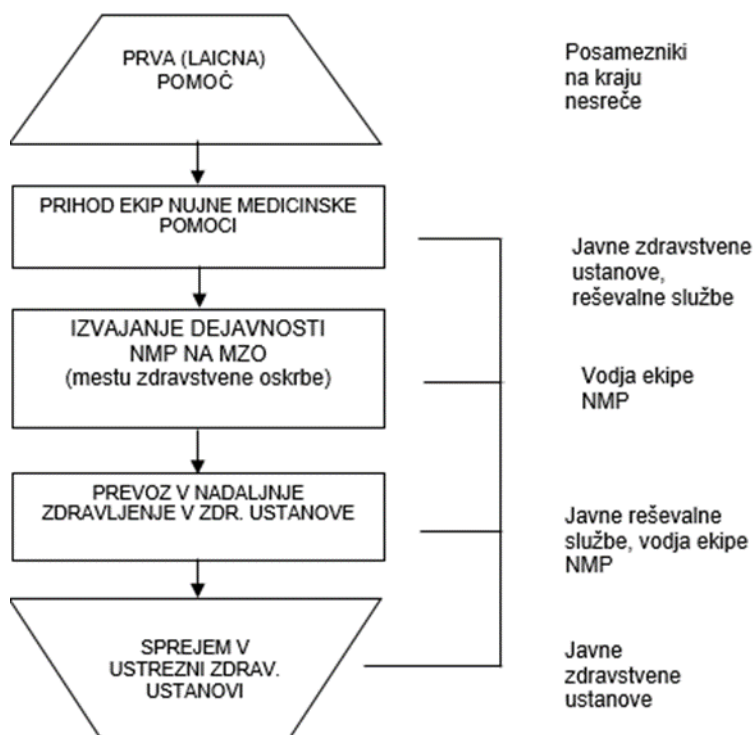 PRVA (LAICNA)
POMOČ
Posamezniki
na kraju
nesreče
PRIHOD EKIP NUJNE MEDICINSKE
POMOCI
Javne zdravstvene
ustanove,
reševalne službe
IZVAJANJE DEJAVNOSTI
NMP NA MZO
(mestu zdravstvene oskrbe)
Vodja ekipe
NMP
PREVOZ V NADALJNJE
ZDRAVLJENJE V ZDR. USTANOVE
Javne reševalne
službe, vodja ekipe
NMP
SPREJEM V
USTREZNI ZDRAV.
USTANOVI
Javne
zdravstvene
ustanove